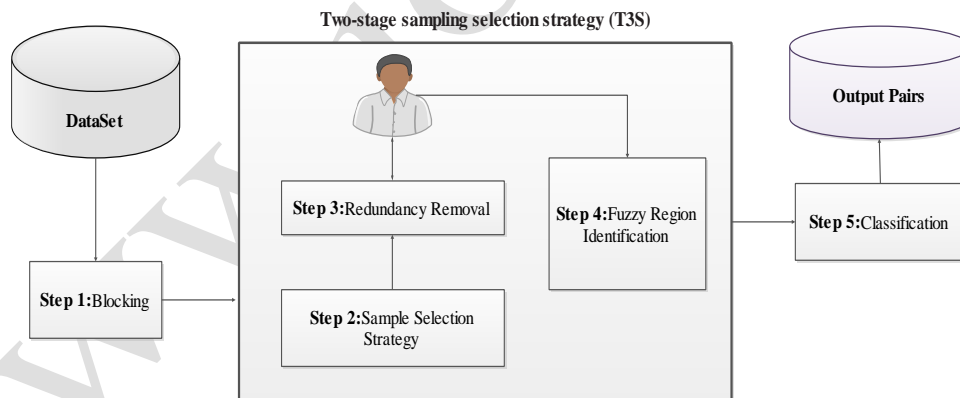 Two-stage sampling selection strategy (T3S)
DataSet
Output Pairs
Step 3:Redundancy Removal
Step 4:Fuzzy Region
Identification
Step 5:Classification
Step 1:Blocking
Step 2:Sample Selection
Strategy